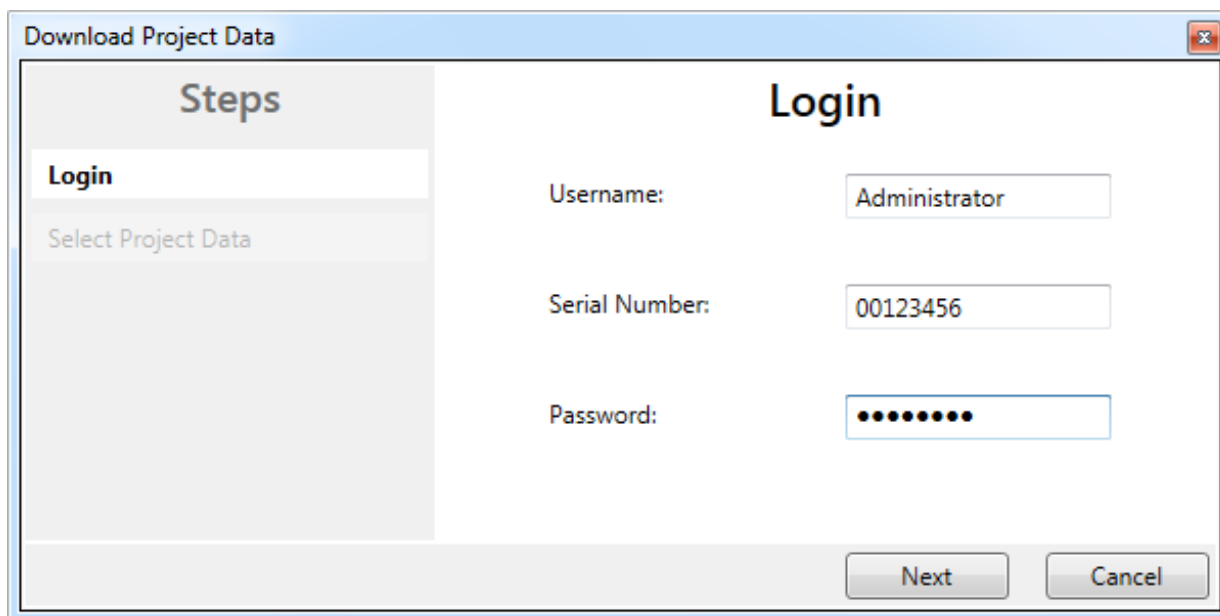 Download Project Data
Steps
Login
Select Project Data
Login
Username:
Administrator
Serial Number:
00123456
Password:
••••••••
Next
Cancel